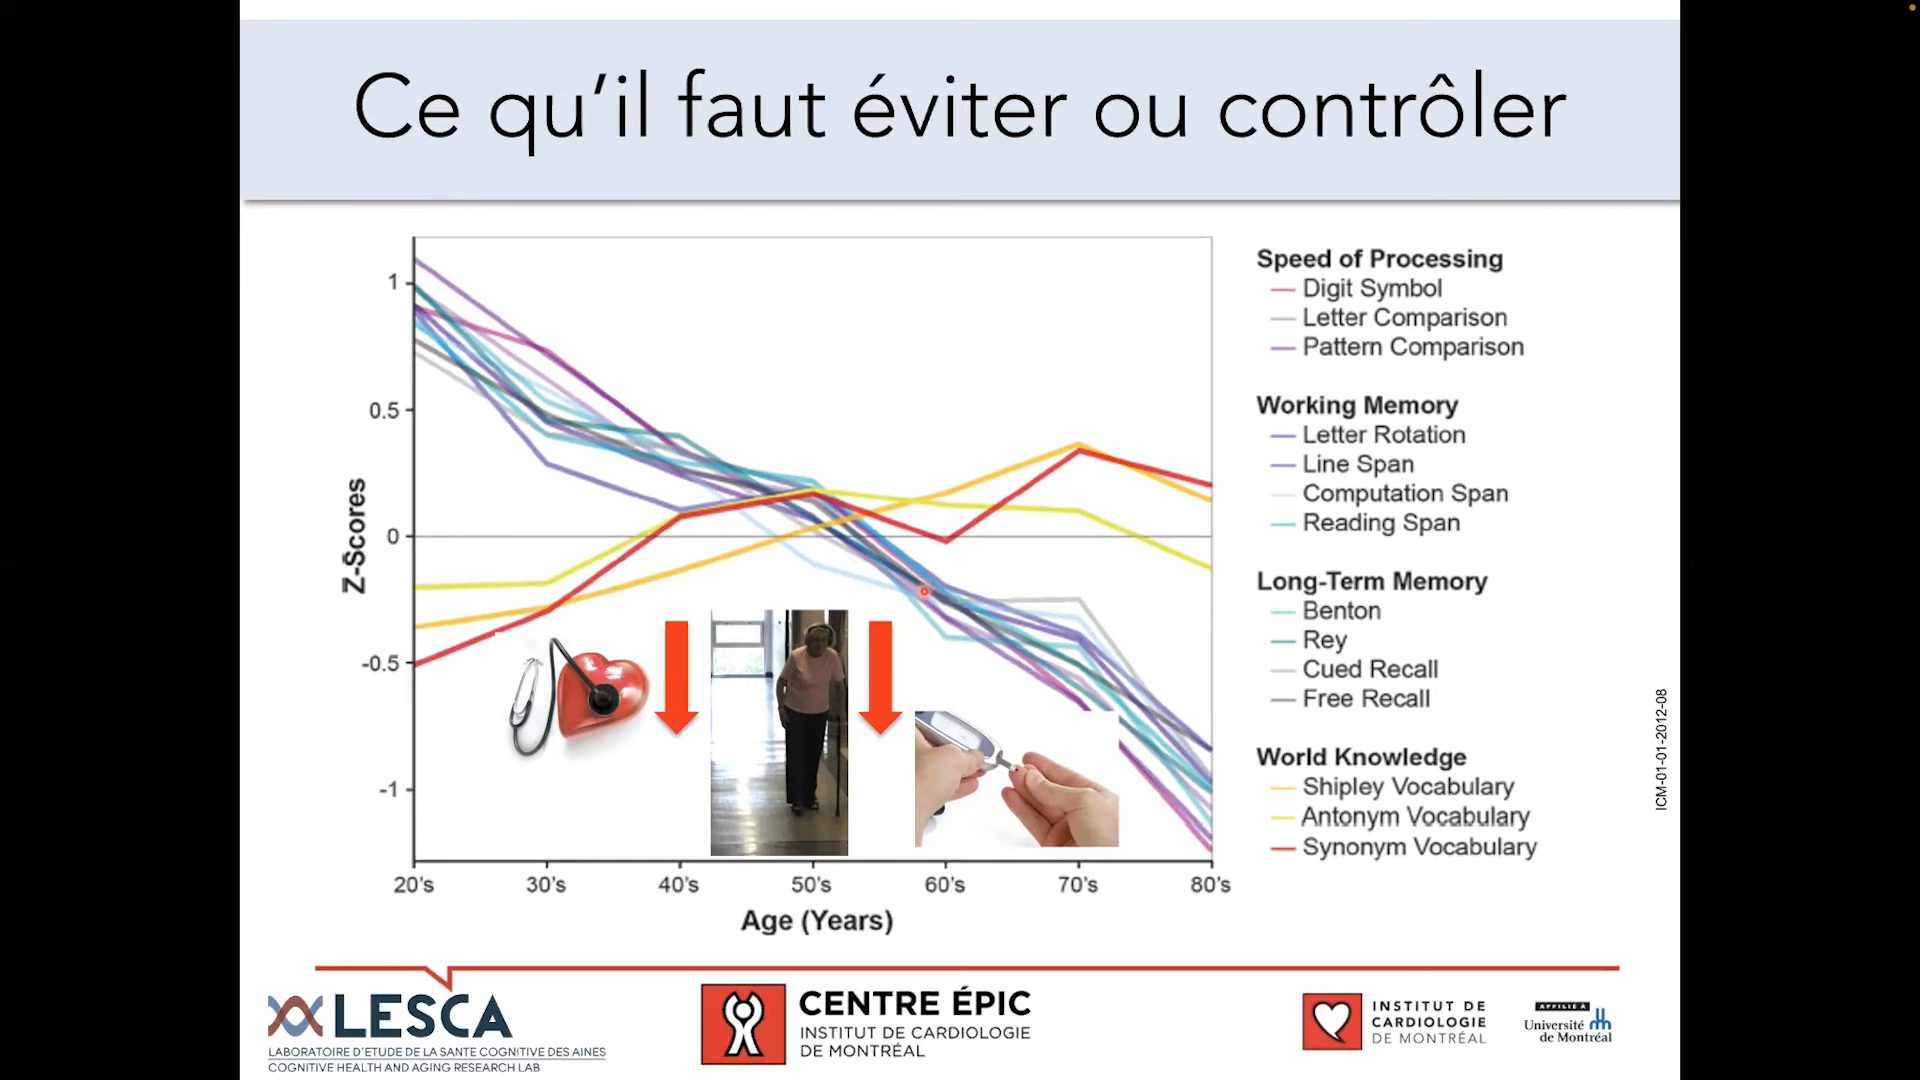 Ce qu’il faut éviter ou contrôler
1
0.5
0
-0.5
-1
Z-Scores
20's 30's 40's 50's 60's 70's 80's
Age (Years)
Speed of Processing
Digit Symbol
Letter Comparison
Pattern Comparison
Working Memory
Letter Rotation
Line Span
Computation Span
Reading Span
Long-Term Memory
Benton
Rey
Cued Recall
Free Recall
World Knowledge
Shipley Vocabulary
Antonym Vocabulary
Synonym Vocabulary
ICM-01-01-2012-08
LESCA
LABORATOIRE D'ETUDE DE LA SANTE COGNITIVE DES AINES
COGNITIVE HEALTH AND AGING RESEARCH LAB
CENTRE ÉPIC
INSTITUT DE CARDIOLOGIE
DE MONTRÉAL
INSTITUT DE
CARDIOLOGIE
DE MONTRÉAL
AFFILIÉ À
Université
de Montréal